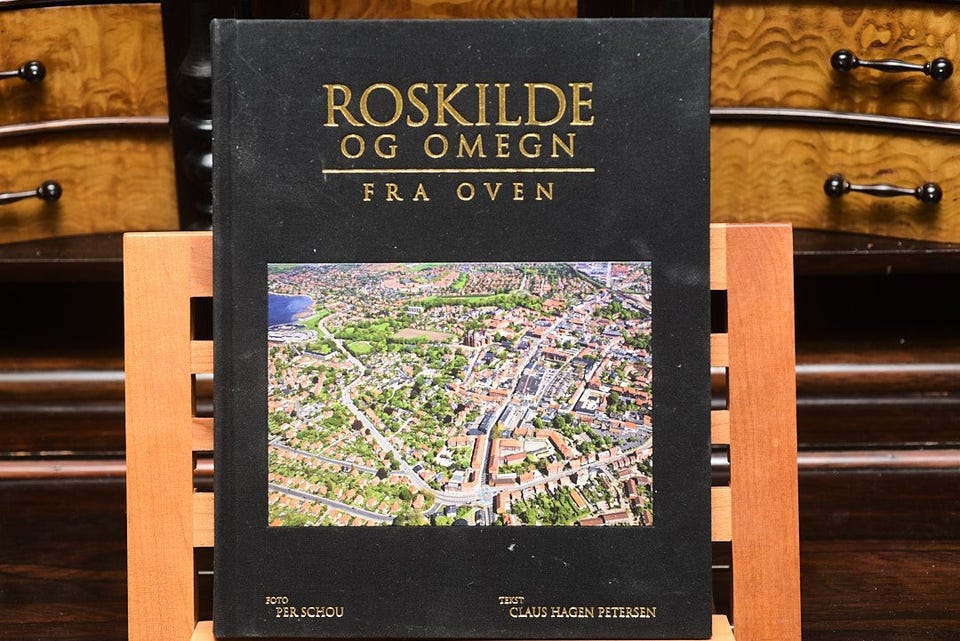 ROSKILDE
OG OMEGN
FRA OVEN
FOTO
PER SCHOU
TEKST
CLAUS HAGEN PETERSEN